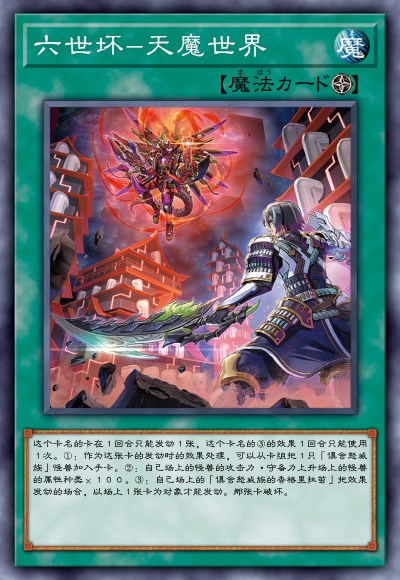 六世坏-天魔世界
魔
【魔法カード】
まほう
这个卡名的卡在1回合只能发动1张,这个卡名的③的效果1回合只能使用
1次。①:作为这张卡的发动时的效果处理,可以从卡组把1只「俱舍怒威
族」怪兽加入手卡。②:自己场上的怪兽的攻击力·守备力上升场上的怪兽
的属性种类×100。③:自己场上的「俱舍怒威族的香格里拉茧」把效果
发动的场合,以场上1张卡为对象才能发动。那张卡破坏。